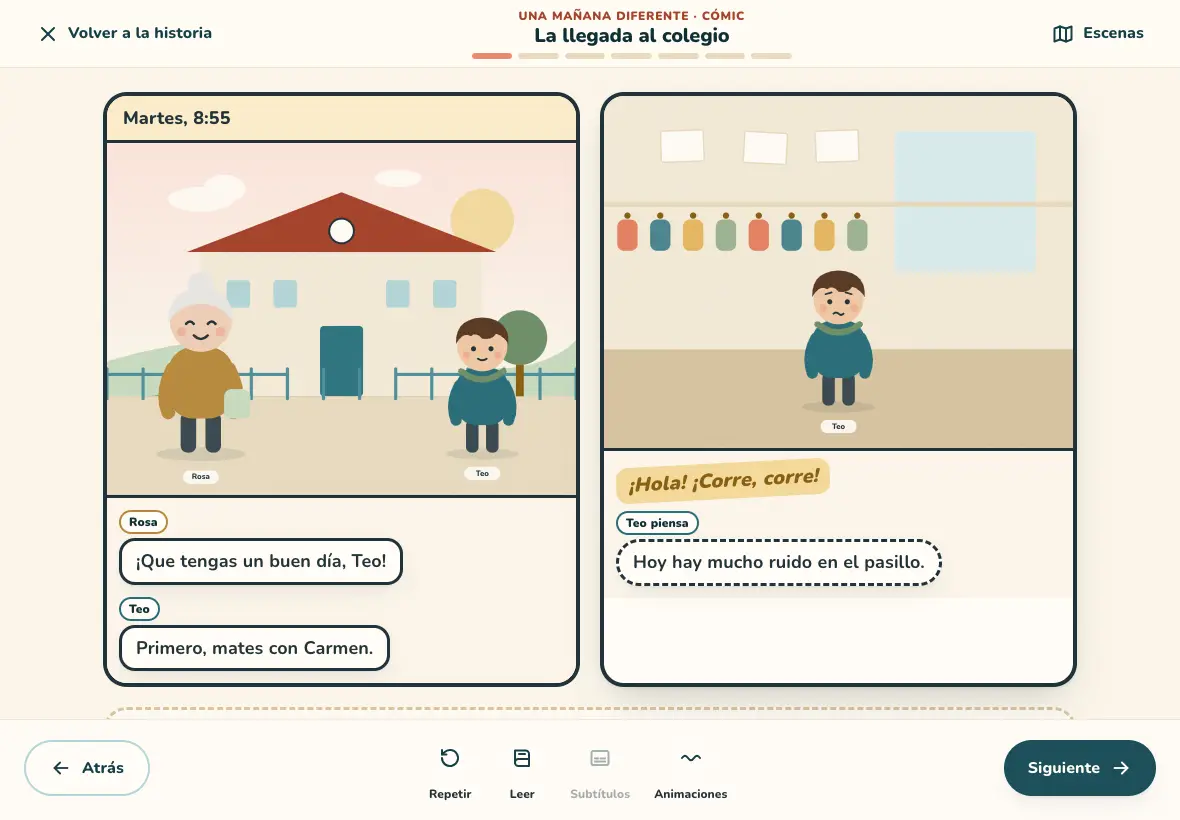 Volver a la historia
UNA MAÑANA DIFERENTE · CÓMIC
La llegada al colegio
Escenas
Martes, 8:55
Rosa
Teo
Rosa
¡Que tengas un buen día, Teo!
Teo
Primero, mates con Carmen.
Teo
¡Hola! ¡Corre, corre!
Teo piensa
Hoy hay mucho ruido en el pasillo.
Atrás
Repetir
Leer
Subtítulos
Animaciones
Siguiente